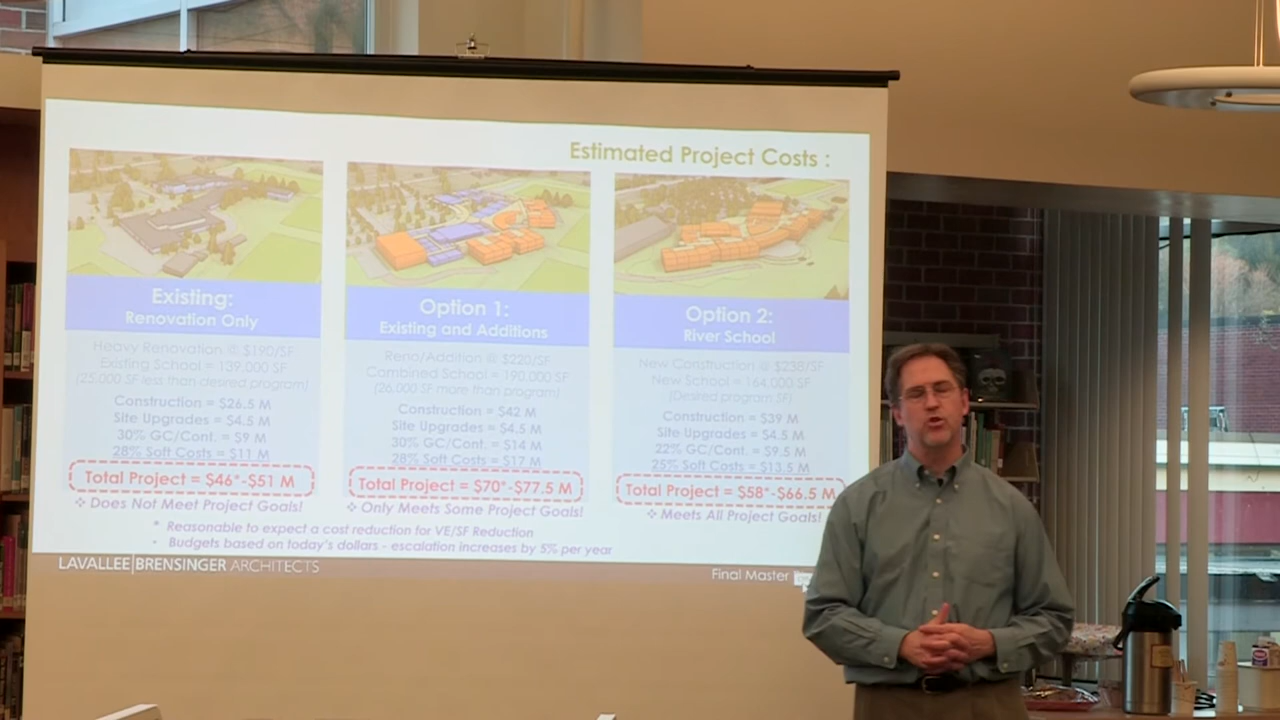 Estimated Project Costs :
Existing:
Renovation Only
Heavy Renovation @ $190/SF
Existing School = 139,000 SF
(25,000 SF less than desired program)
Construction = $26.5 M
Site Upgrades = $4.5 M
30% GC/Cont. = $9 M
28% Soft Costs = $11 M
Total Project = $46*-$51 M
❖ Does Not Meet Project Goals!
Option 1:
Existing and Additions
Reno/Addition @ $220/SF
Combined School = 190,000 SF
(26,000 SF more than program)
Construction = $42 M
Site Upgrades = $4.5 M
30% GC/Cont. = $14 M
28% Soft Costs = $17 M
Total Project = $70*-$77.5 M
❖ Only Meets Some Project Goals!
Option 2:
River School
New Construction @ $238/SF
New School = 164,000 SF
(Desired program SF)
Construction = $39 M
Site Upgrades = $4.5 M
22% GC/Cont. = $9.5 M
25% Soft Costs = $13.5 M
Total Project = $58*-$66.5 M
❖ Meets All Project Goals!
* Reasonable to expect a cost reduction for VE/SF Reduction
• Budgets based on today's dollars - escalation increases by 5% per year
LAVALLEE|BRENSINGER ARCHITECTS
Final Master